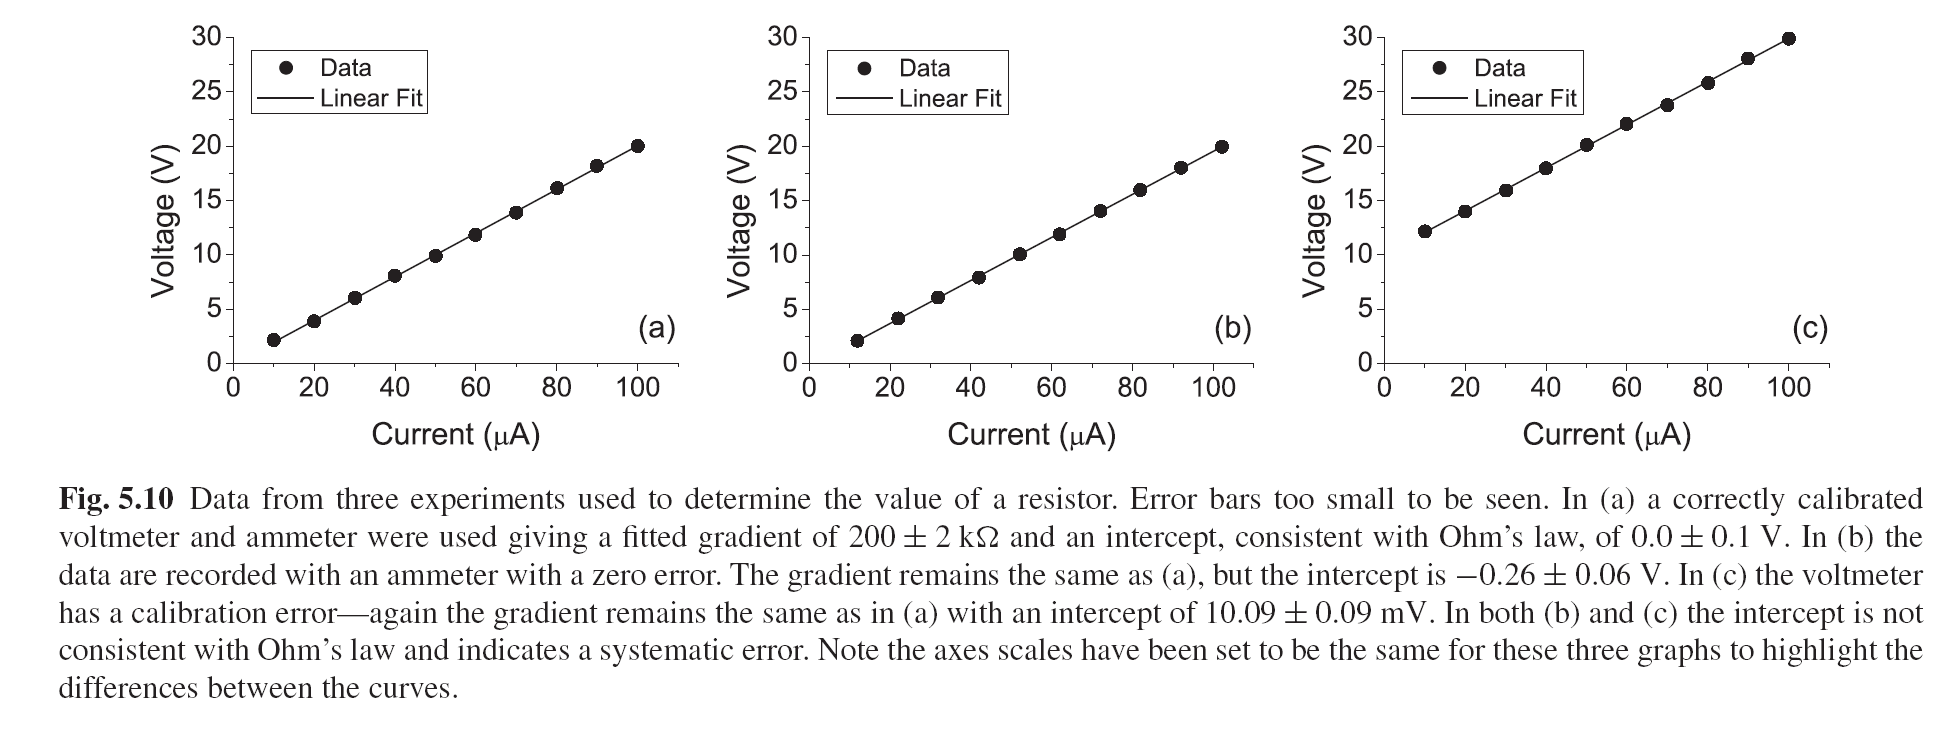 30
25
20
15
10
5
0
Voltage (V)
Data
Linear Fit
(a)
0 20 40 60 80 100
Current (μA)
30
25
20
15
10
5
0
Voltage (V)
Data
Linear Fit
(b)
0 20 40 60 80 100
Current (μA)
30
25
20
15
10
5
0
Voltage (V)
Data
Linear Fit
(c)
0 20 40 60 80 100
Current (μA)
Fig. 5.10 Data from three experiments used to determine the value of a resistor. Error bars too small to be seen. In (a) a correctly calibrated
voltmeter and ammeter were used giving a fitted gradient of 200 ± 2 kΩ and an intercept, consistent with Ohm's law, of 0.0 ± 0.1 V. In (b) the
data are recorded with an ammeter with a zero error. The gradient remains the same as (a), but the intercept is −0.26 ± 0.06 V. In (c) the voltmeter
has a calibration error—again the gradient remains the same as in (a) with an intercept of 10.09 ± 0.09 mV. In both (b) and (c) the intercept is not
consistent with Ohm's law and indicates a systematic error. Note the axes scales have been set to be the same for these three graphs to highlight the
differences between the curves.